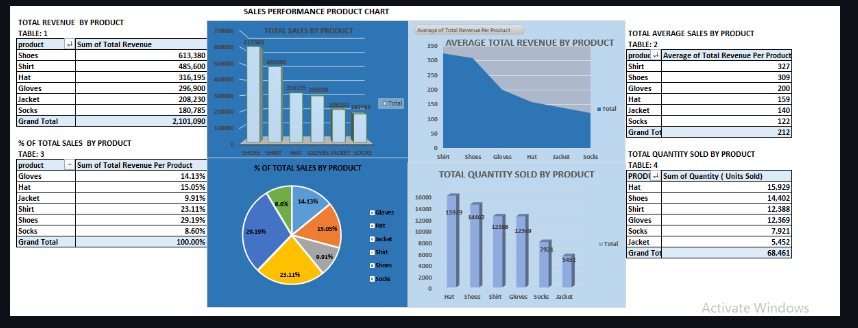 SALES PERFORMANCE PRODUCT CHART
TOTAL REVENUE BY PRODUCT
TABLE: 1
product Sum of Total Revenue
Shoes 613,380
Shirt 485,600
Hat 316,195
Gloves 296,900
Jacket 208,230
Socks 180,785
Grand Total 2,101,090
% OF TOTAL SALES BY PRODUCT
TABE: 3
product Sum of Total Revenue Per Product
Gloves 14.13%
Hat 15.05%
Jacket 9.91%
Shirt 23.11%
Shoes 29.19%
Socks 8.60%
Grand Total 100.00%
TOTAL SALES BY PRODUCT
700000
600000
500000
400000
300000
200000
100000
0
613380
485600
316195 296900
208230 180785
SHOES SHIRT HAT GLOVES JACKET SOCKS
Total
Average of Total Revenue Per Product
AVERAGE TOTAL REVENUE BY PRODUCT
350
300
250
200
150
100
50
0
Shirt Shoes Gloves Hat Jacket Socks
Total
% OF TOTAL SALES BY PRODUCT
8.6% 14.13%
29.19% 15.05%
9.91%
23.11%
Gloves
Hat
Jacket
Shirt
Shoes
Socks
TOTAL QUANTITY SOLD BY PRODUCT
16000
14000
12000
10000
8000
6000
4000
2000
0
15929
14402
12388 12369
7921
5452
Hat Shoes Shirt Gloves Socks Jacket
Total
TOTAL AVERAGE SALES BY PRODUCT
TABLE: 2
produc Average of Total Revenue Per Product
Shirt 327
Shoes 309
Gloves 200
Hat 159
Jacket 140
Socks 122
Grand Tot 212
TOTAL QUANTITY SOLD BY PRODUCT
TABLE: 4
PRODU Sum of Quantity ( Units Sold)
Hat 15.929
Shoes 14,402
Shirt 12,388
Gloves 12.369
Socks 7.921
Jacket 5.452
Grand Tot 68.461
Activate Windows